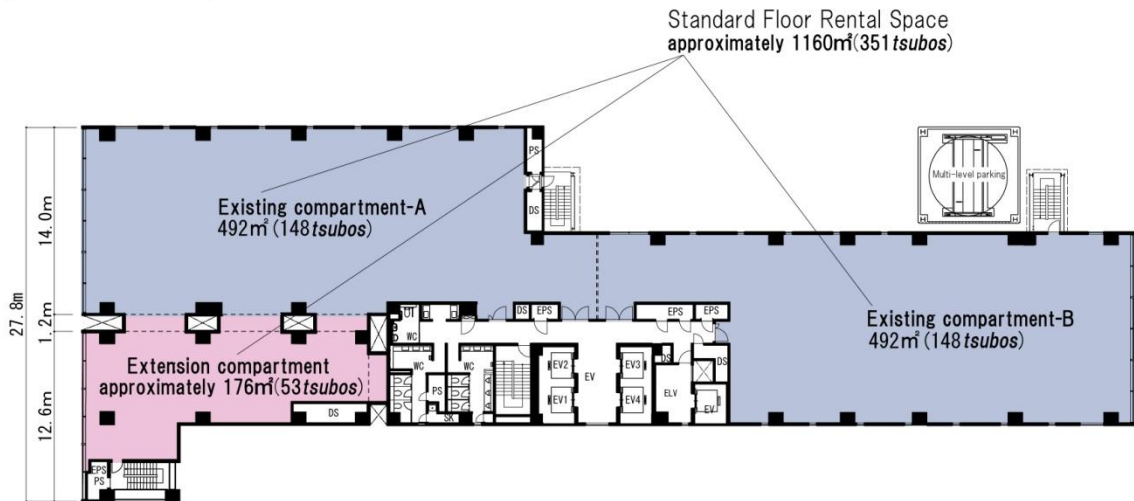 Standard Floor Rental Space
approximately 1160㎡(351tsubos)
PS
DS
Multi-level parking
Existing compartment-A
492㎡(148tsubos)
14.0m
27.8m
1.2m
12.6m
DS
EPS
EPS
EPS
WC
Existing compartment-B
492㎡(148tsubos)
Extension compartment
approximately 176㎡(53tsubos)
WC
WC
PS
SK
DS
EV2
EV
EV3
EV1
EV4
DS
DS
ELV
EV
EPS
PS